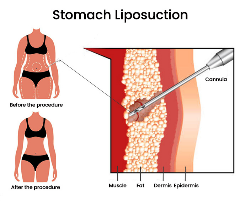 Stomach Liposuction
Cannula
Before the procedure
After the procedure
Muscle Fat Dermis Epidermis